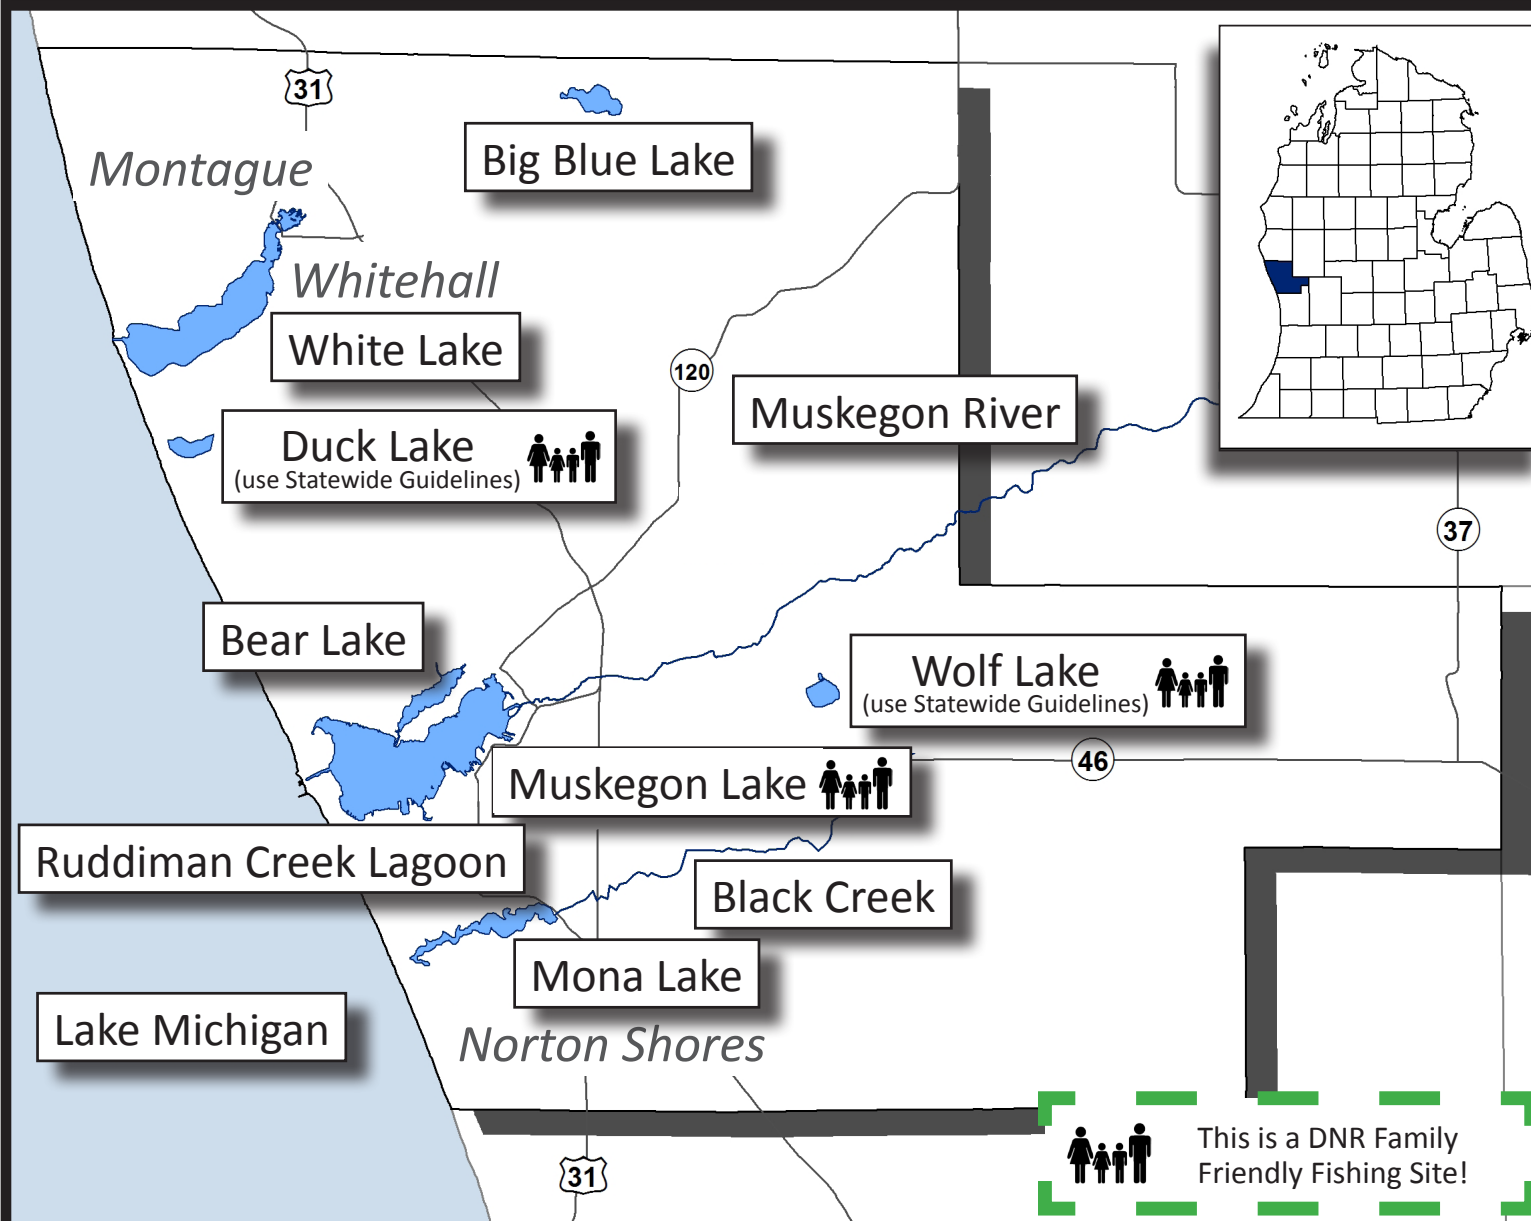 31
Montague
Big Blue Lake
Whitehall
White Lake
120
Muskegon River
Duck Lake
(use Statewide Guidelines)
37
Bear Lake
Wolf Lake
(use Statewide Guidelines)
46
Muskegon Lake
Ruddiman Creek Lagoon
Black Creek
Mona Lake
Lake Michigan
Norton Shores
31
This is a DNR Family
Friendly Fishing Site!